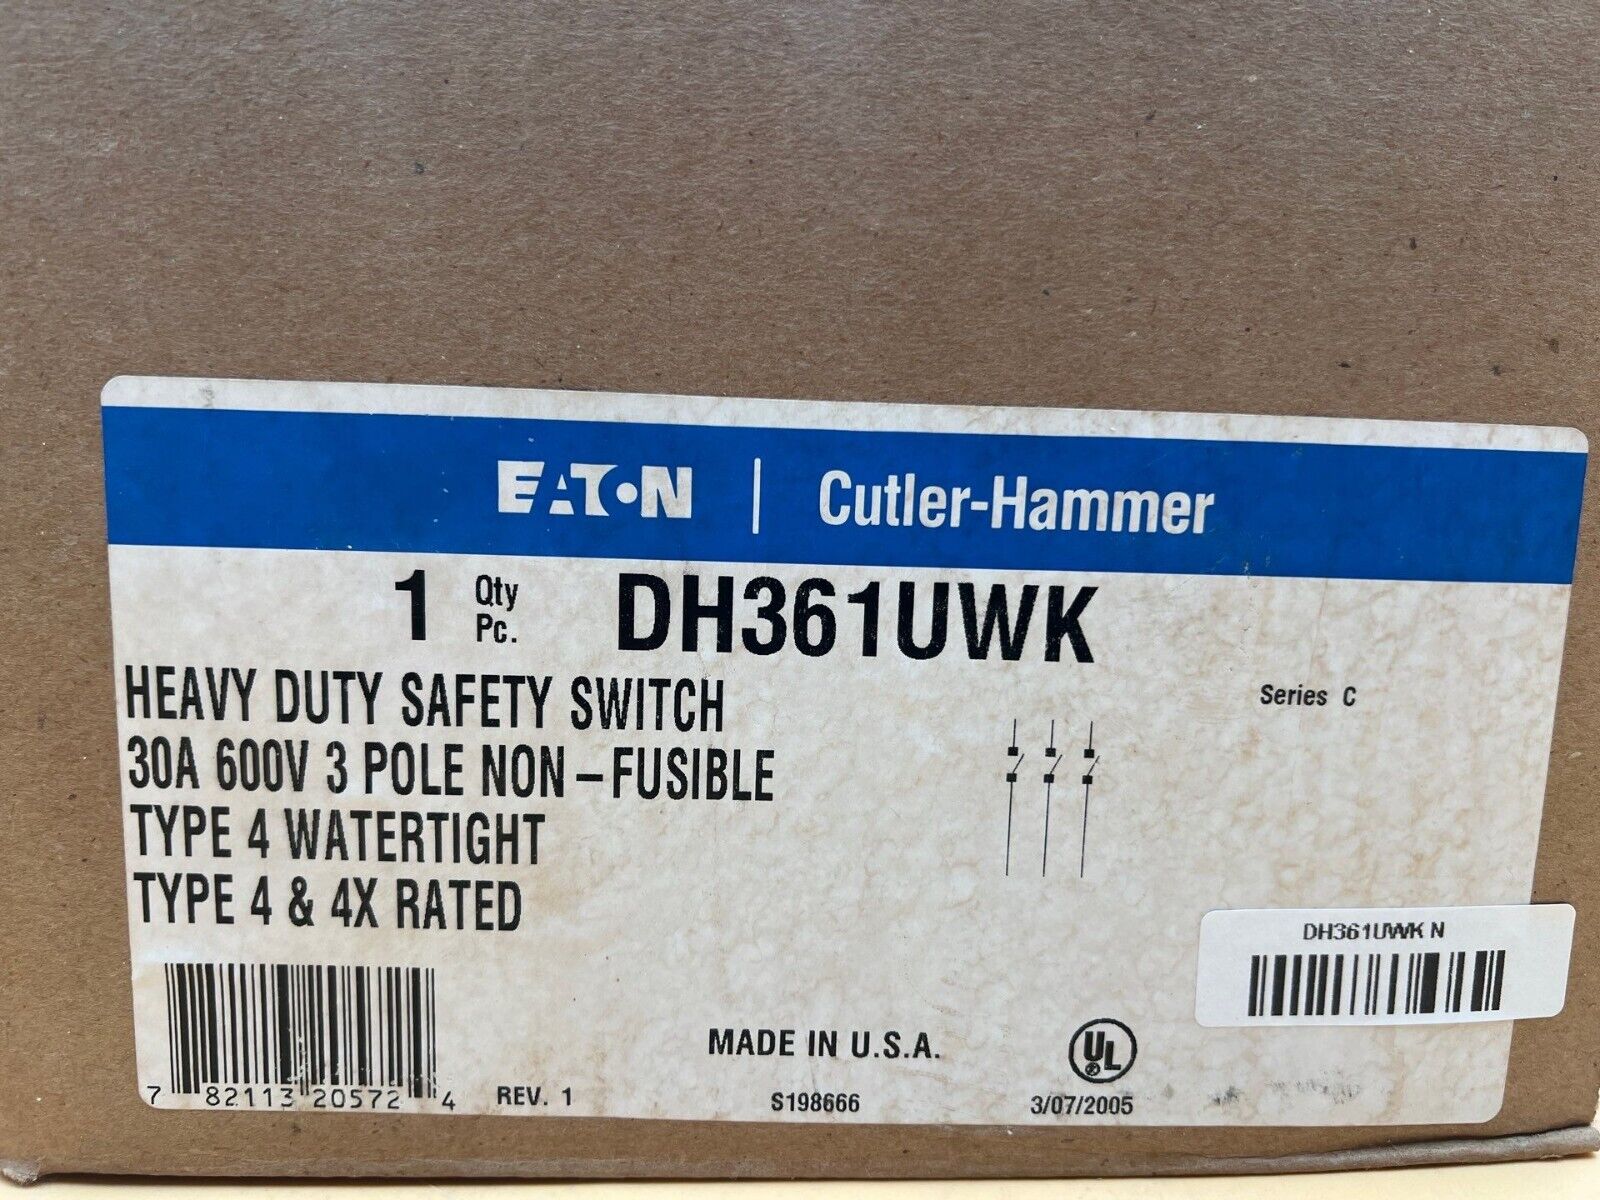 EATON | Cutler-Hammer
1 Qty Pc. DH361UWK
HEAVY DUTY SAFETY SWITCH
Series C
30A 600V 3 POLE NON-FUSIBLE
TYPE 4 WATERTIGHT
TYPE 4 & 4X RATED
DH361UWK N
MADE IN U.S.A.
UL
®
7 82113 20572 4
REV. 1
S198666
3/07/2005